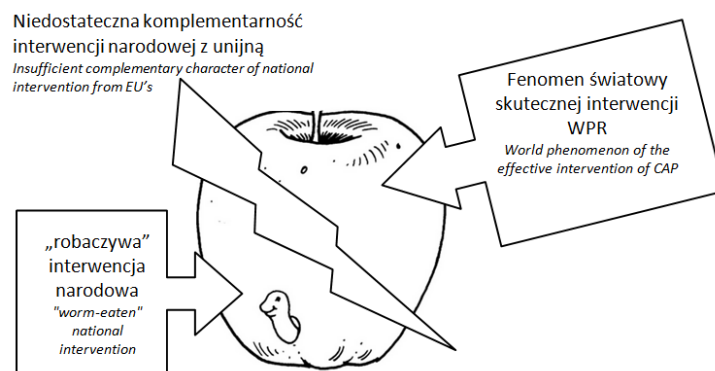 Niedostateczna komplementarność
interwencji narodowej z unijną
Insufficient complementary character of national
intervention from EU's
Fenomen światowy
skutecznej interwencji
WPR
World phenomenon of the
effective intervention of CAP
„robaczywa”
interwencja
narodowa
"worm-eaten"
national
intervention